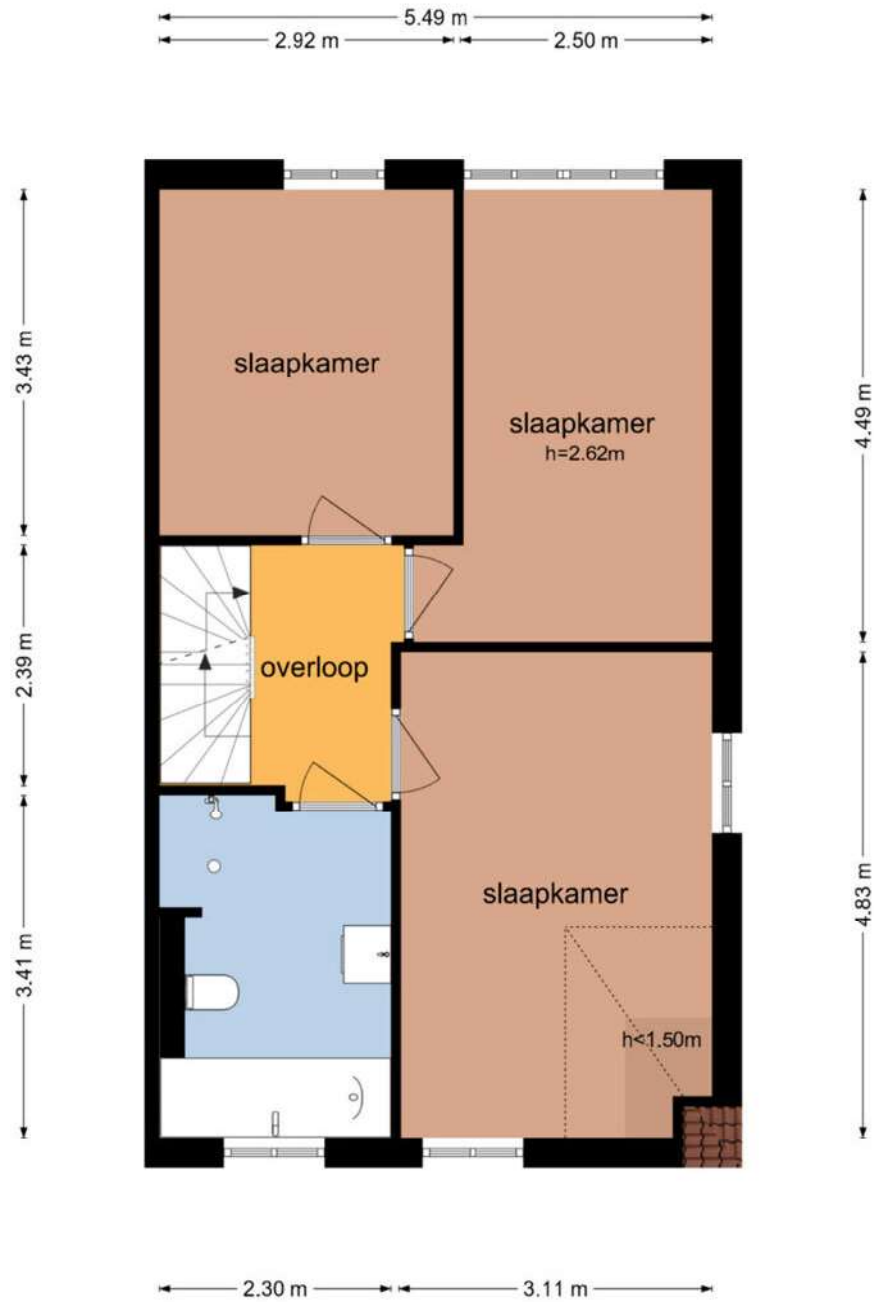 5.49 m
2.92 m
2.50 m
3.43 m
4.49 m
slaapkamer
slaapkamer
h=2.62m
2.39 m
overloop
4.83 m
slaapkamer
3.41 m
h<1.50m
2.30 m
3.11 m